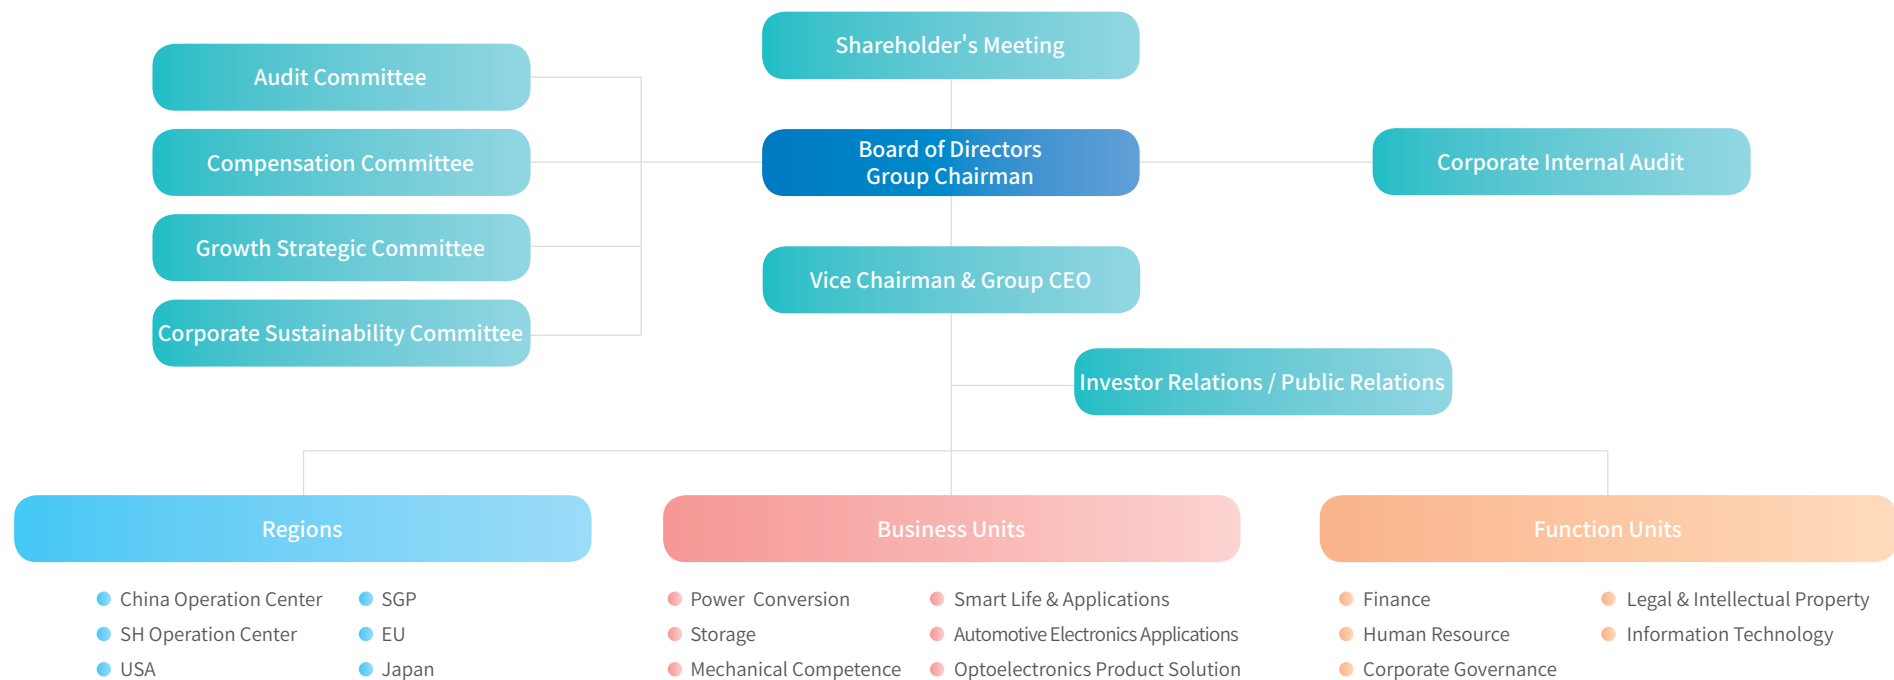 Shareholder's Meeting
Audit Committee
Compensation Committee
Growth Strategic Committee
Corporate Sustainability Committee
Board of Directors
Group Chairman
Corporate Internal Audit
Vice Chairman & Group CEO
Investor Relations / Public Relations
Regions
China Operation Center
SH Operation Center
USA
SGP
EU
Japan
Business Units
Power Conversion
Storage
Mechanical Competence
Smart Life & Applications
Automotive Electronics Applications
Optoelectronics Product Solution
Function Units
Finance
Human Resource
Corporate Governance
Legal & Intellectual Property
Information Technology